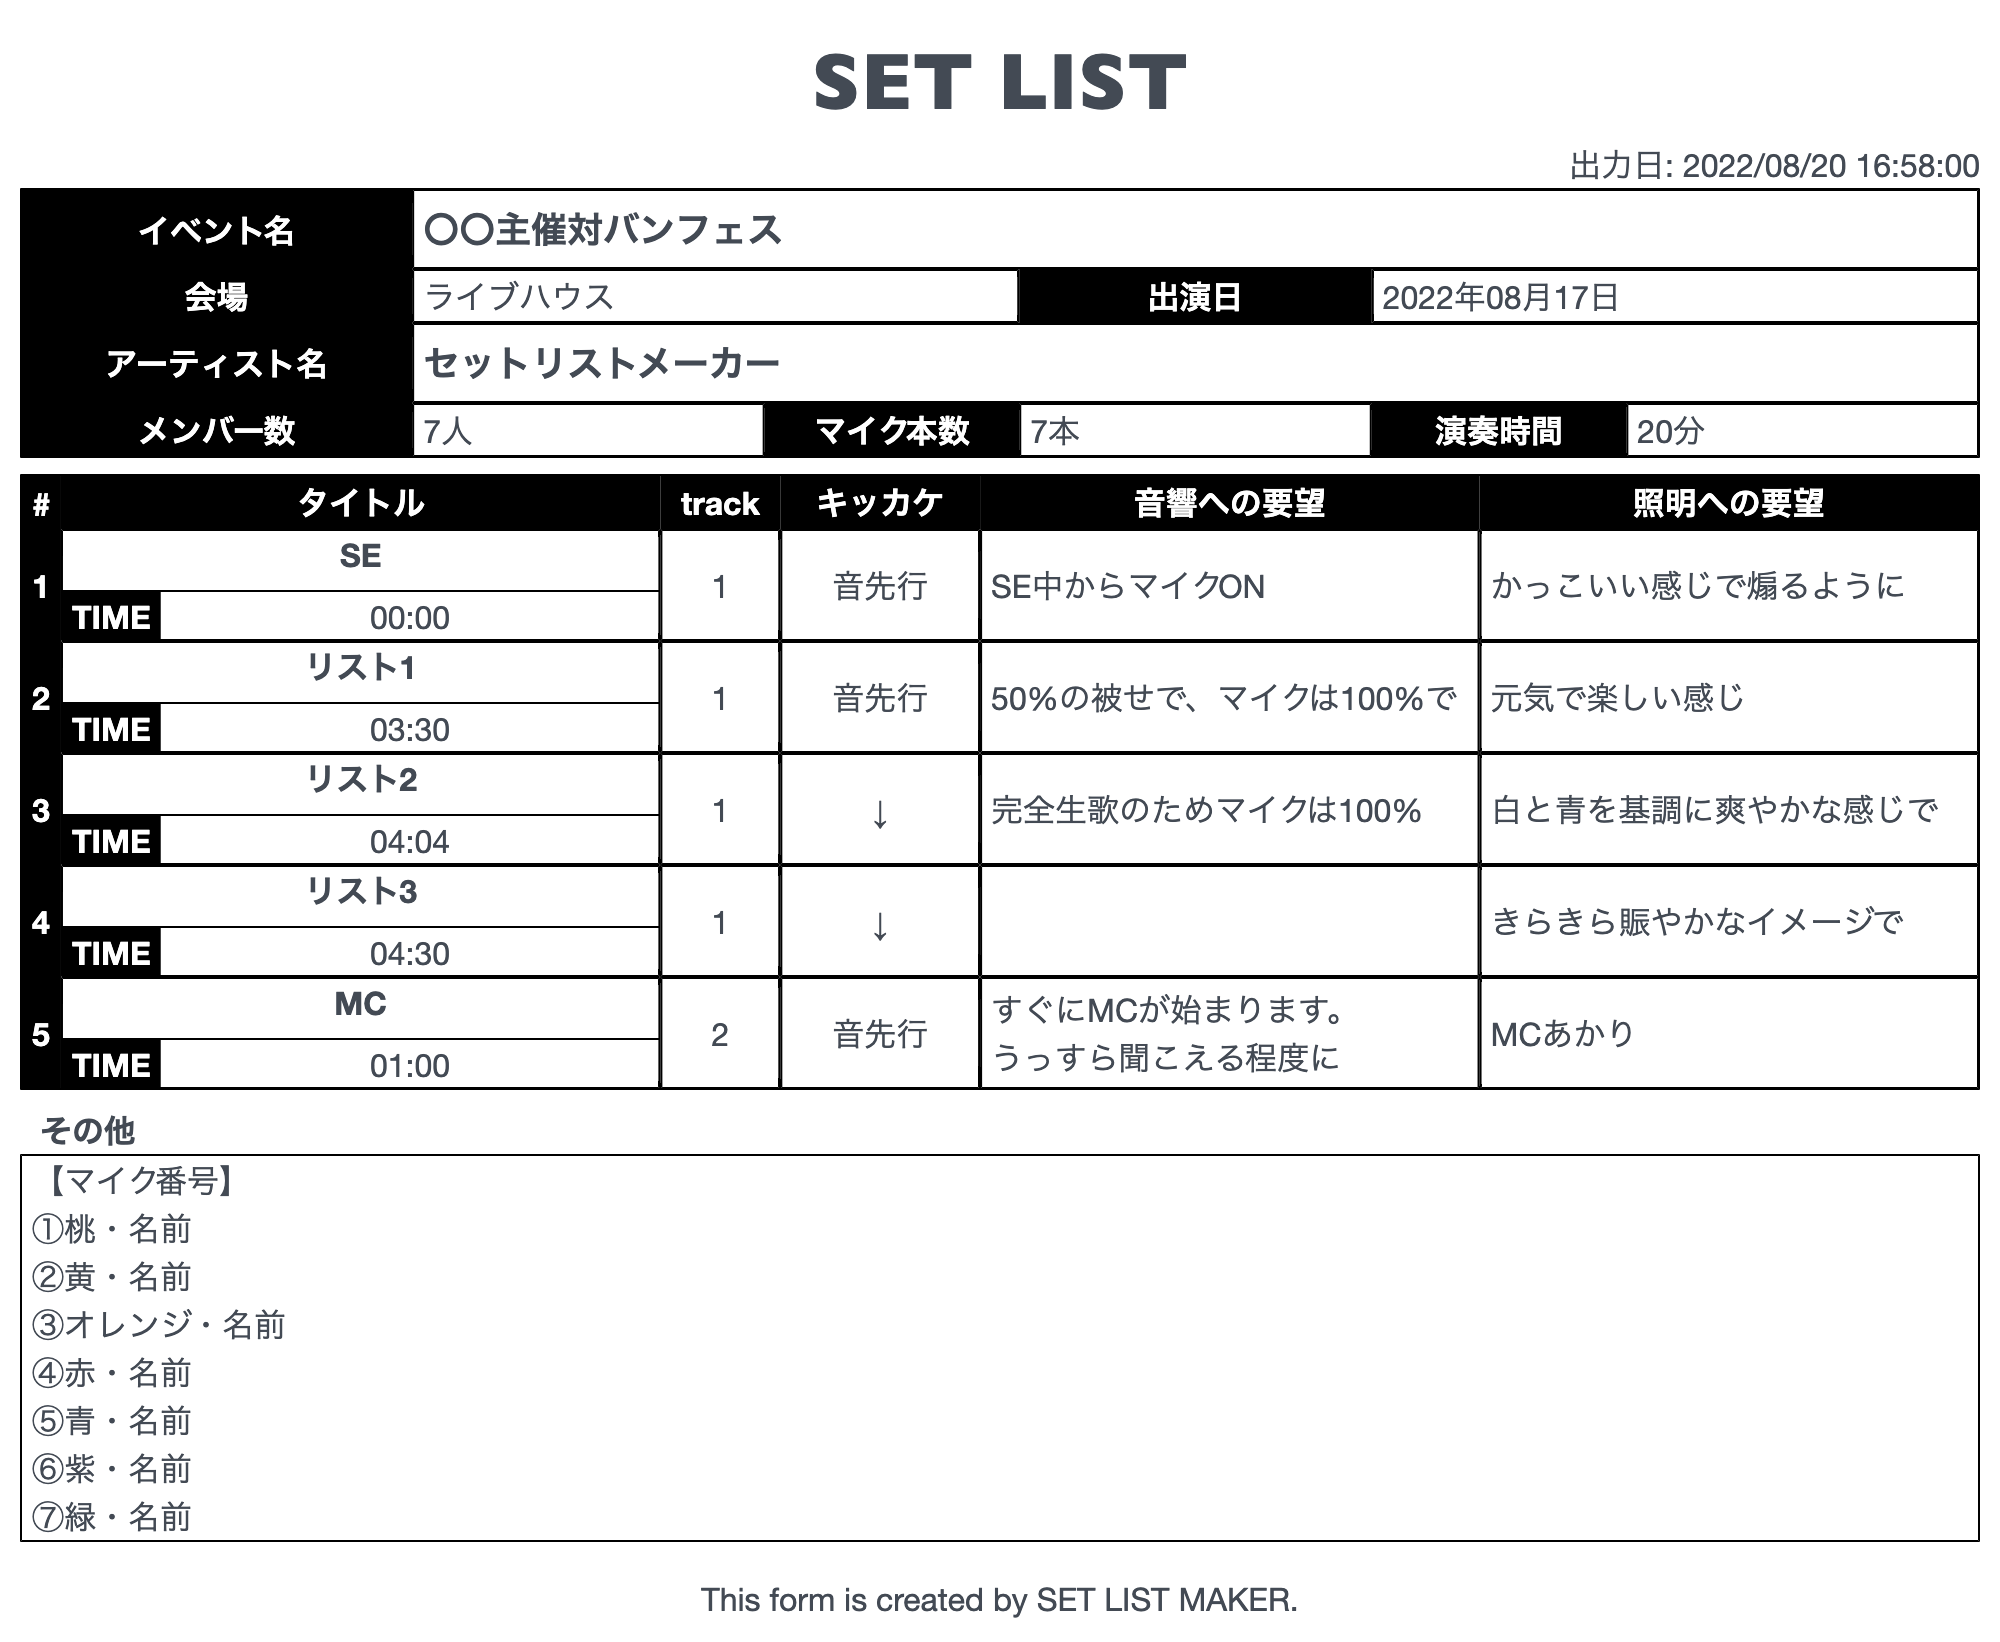 SET LIST
出力日: 2022/08/20 16:58:00
イベント名 〇〇主催対バンフェス
会場 ライブハウス 出演日 2022年08月17日
アーティスト名 セットリストメーカー
メンバー数 7人 マイク本数 7本 演奏時間 20分
# タイトル track キッカケ 音響への要望 照明への要望
1 SE 1 音先行 SE中からマイクON かっこいい感じで煽るように
TIME 00:00
2 リスト1 1 音先行 50%の被せで、マイクは100%で 元気で楽しい感じ
TIME 03:30
3 リスト2 1 ↓ 完全生歌のためマイクは100% 白と青を基調に爽やかな感じで
TIME 04:04
4 リスト3 1 ↓ きらきら賑やかなイメージで
TIME 04:30
5 MC 2 音先行 すぐにMCが始まります。
うっすら聞こえる程度に MCあかり
TIME 01:00
その他
【マイク番号】
①桃・名前
②黄・名前
③オレンジ・名前
④赤・名前
⑤青・名前
⑥紫・名前
⑦緑・名前
This form is created by SET LIST MAKER.